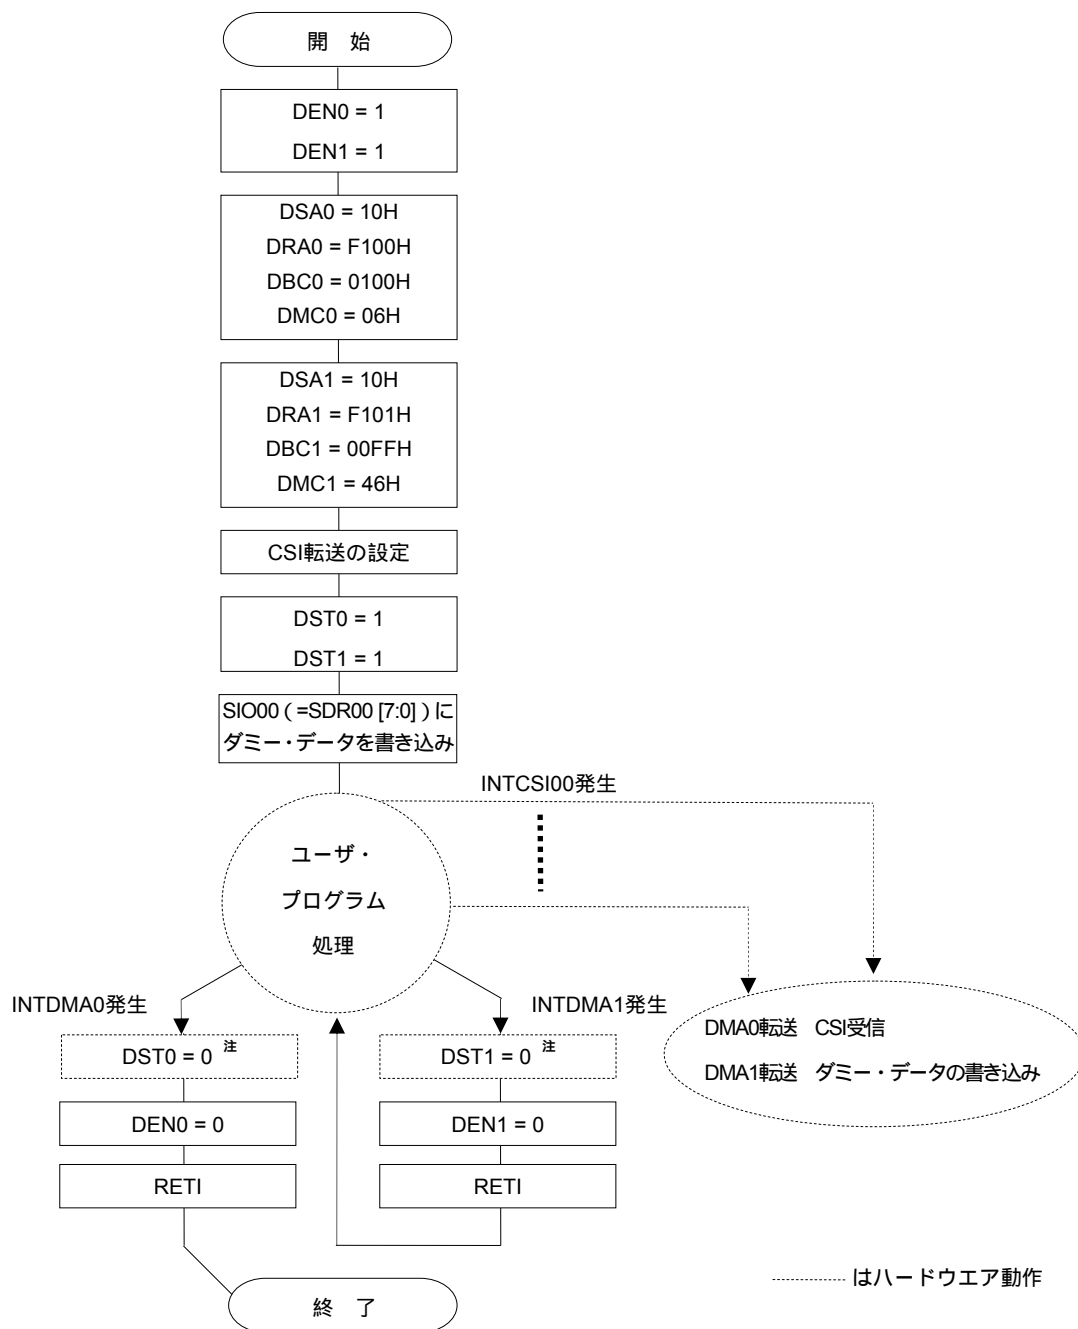 開　始
DEN0 = 1
DEN1 = 1
DSA0 = 10H
DRA0 = F100H
DBC0 = 0100H
DMC0 = 06H
DSA1 = 10H
DRA1 = F101H
DBC1 = 00FFH
DMC1 = 46H
CSI転送の設定
DST0 = 1
DST1 = 1
SIO00（=SDR00 [7:0]）に
ダミー・データを書き込み
INTCSI00発生
ユーザ・
プログラム
処理
INTDMA0発生
INTDMA1発生
DST0 = 0 注
DST1 = 0 注
DMA0転送　CSI受信
DMA1転送　ダミー・データの書き込み
DEN0 = 0
DEN1 = 0
RETI
RETI
はハードウエア動作
終　了